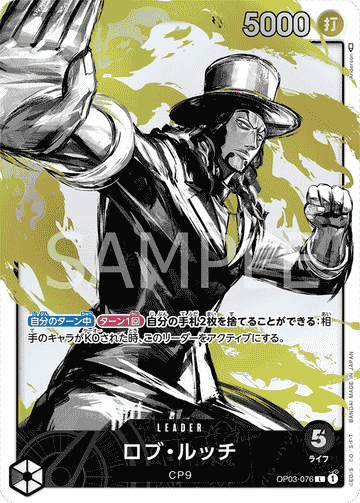 5000
打
SAMPLE
自分のターン中 ターン1回 自分の手札2枚を捨てることができる：相
手のキャラがKOされた時、このリーダーをアクティブにする。
LEADER
ロブ・ルッチ
CP9
5
ライフ
OP03-076 L 1
BANDAI MADE IN JAPAN